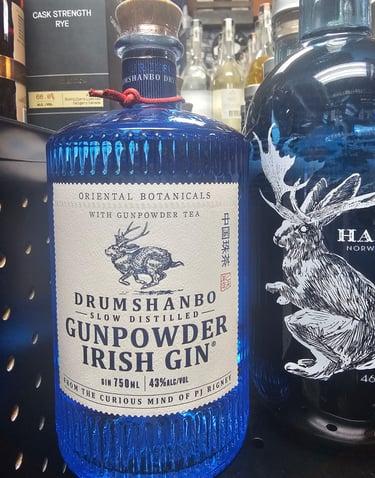 CASK STRENGTH
RYE
DRUMSHANBO
ORIENTAL BOTANICALS
WITH GUNPOWDER TEA
中国珠茶
DRUMSHANBO
SLOW DISTILLED
GUNPOWDER
IRISH GIN®
GIN 750ML | 43%ALC/VOL
FROM THE CURIOUS MIND OF PJ RIGNEY
HA
NORW
46